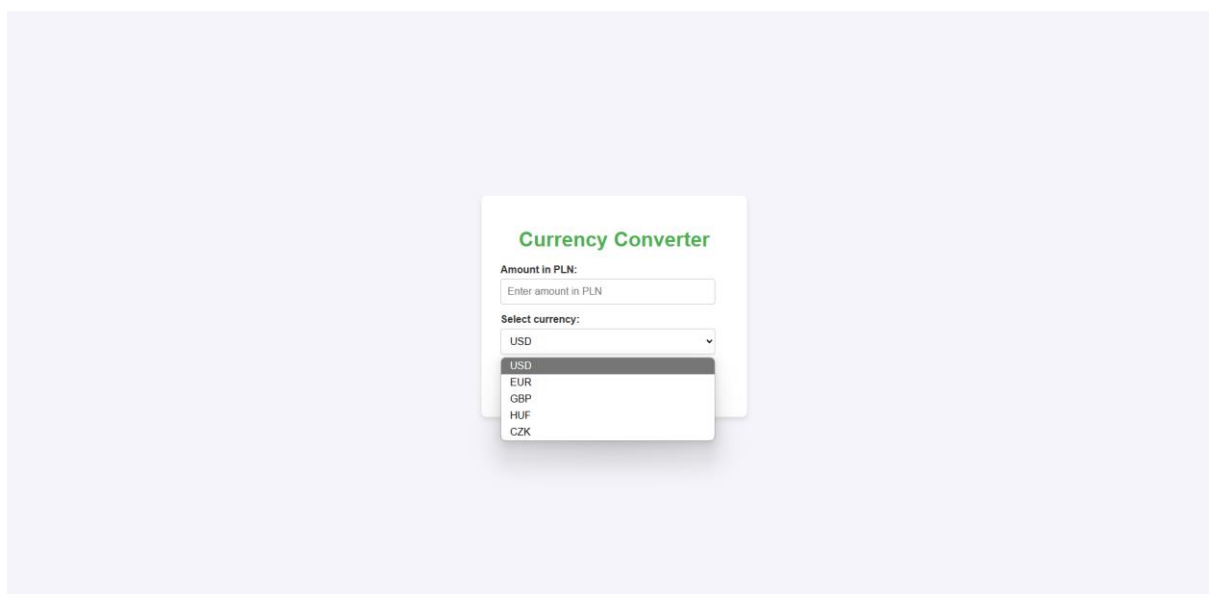 Currency Converter
Amount in PLN:
Enter amount in PLN
Select currency:
USD
USD
EUR
GBP
HUF
CZK